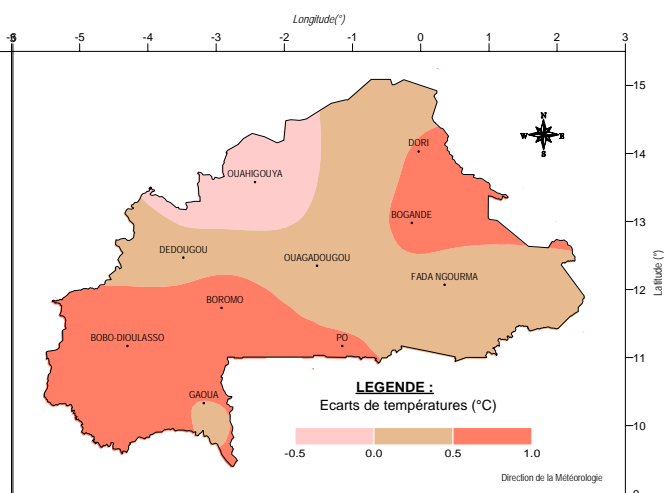 Longitude(°)
-6 -5 -4 -3 -2 -1 0 1 2 3
N
W E
S
15
14
13
12
11
10
Latitude (°)
DORI
OUAHIGOUYA
BOGANDE
DEDOUGOU
OUAGADOUGOU
FADA NGOURMA
BOROMO
BOBO-DIOULASSO
PO
GAOUA
LEGENDE :
Ecarts de températures (°C)
-0.5 0.0 0.5 1.0
Direction de la Météorologie